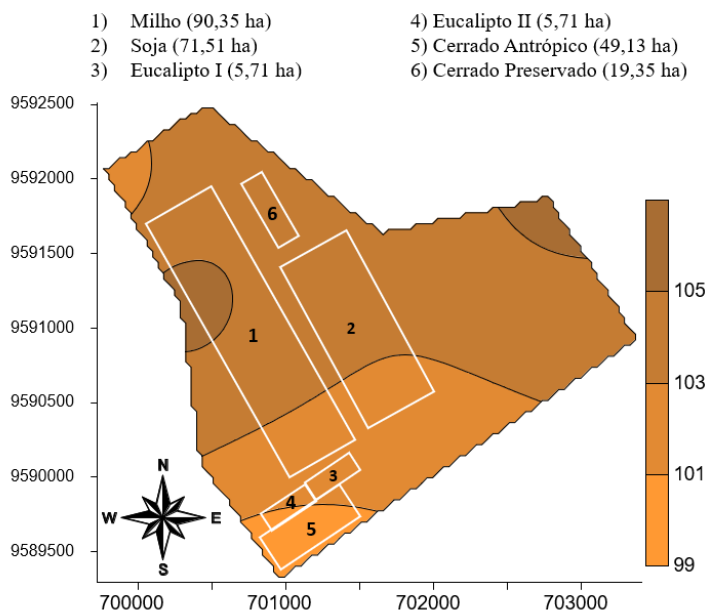 1) Milho (90,35 ha)
2) Soja (71,51 ha)
3) Eucalipto I (5,71 ha)
4) Eucalipto II (5,71 ha)
5) Cerrado Antrópico (49,13 ha)
6) Cerrado Preservado (19,35 ha)
9592500
9592000
9591500
9591000
9590500
9590000
9589500
6
1
2
3
4
5
N
W E
S
105
103
101
99
700000 701000 702000 703000